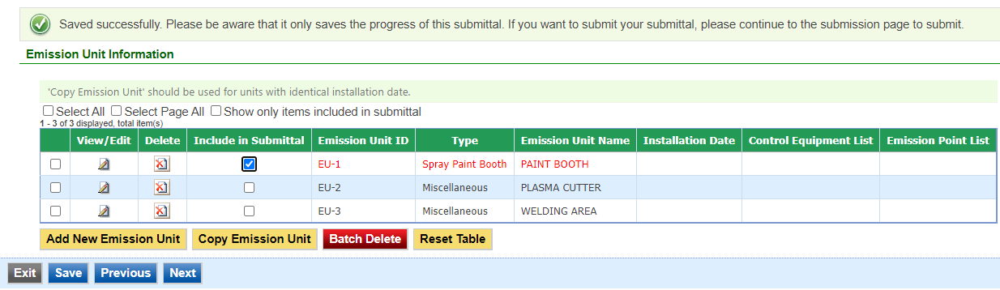 Saved successfully. Please be aware that it only saves the progress of this submittal. If you want to submit your submittal, please continue to the submission page to submit.
Emission Unit Information
'Copy Emission Unit' should be used for units with identical installation date.
Select All Select Page All Show only items included in submittal
1 - 3 of 3 displayed, total item(s)
View/Edit Delete Include in Submittal Emission Unit ID Type Emission Unit Name Installation Date Control Equipment List Emission Point List
EU-1 Spray Paint Booth PAINT BOOTH
EU-2 Miscellaneous PLASMA CUTTER
EU-3 Miscellaneous WELDING AREA
Add New Emission Unit Copy Emission Unit Batch Delete Reset Table
Exit Save Previous Next